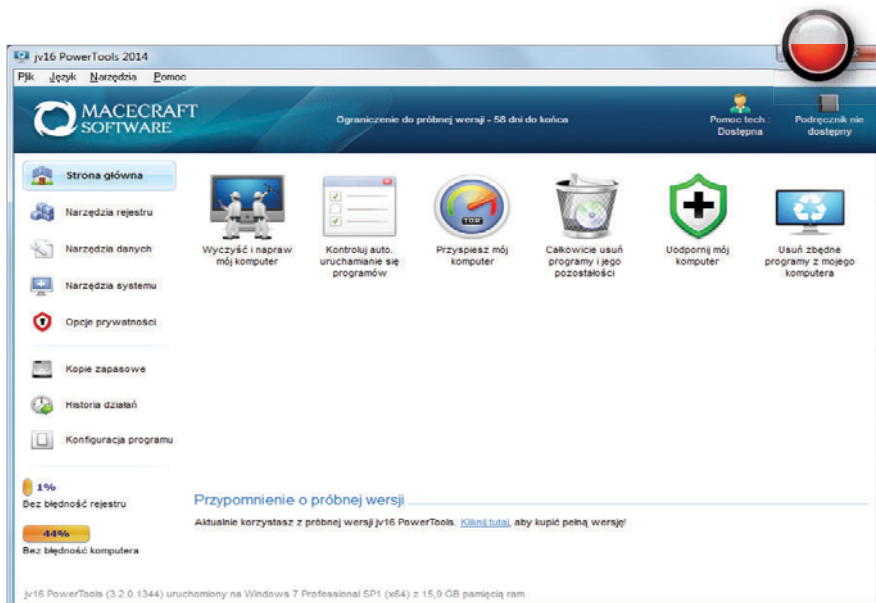 jv16 PowerTools 2014
Plik Język Narzędzia Pomoc
MACECRAFT
SOFTWARE
Ograniczenie do próbnej wersji - 58 dni do końca
Pomoc tech.:
Dostępna
Podręcznik nie
dostępny
Strona główna
Narzędzia rejestru
Narzędzia danych
Narzędzia systemu
Opcje prywatności
Kopie zapasowe
Historia działań
Konfiguracja programu
Wyczyść i napraw
mój komputer
Kontroluj auto.
uruchamianie się
programów
TOP
Przyspiesz mój
komputer
Całkowicie usuń
programy i jego
pozostałości
Uodpornij mój
komputer
Usuń zbędne
programy z mojego
komputera
1%
Bez błędność rejestru
44%
Bez błędność komputera
Przypomnienie o próbnej wersji
Aktualnie korzystasz z próbnej wersji jv16 PowerTools. Kliknij tutaj, aby kupić pełną wersję!
jv16 PowerTools (3.2.0.1344) uruchomiony na Windows 7 Professional SP1 (x64) z 15,9 GB pamięcią ram